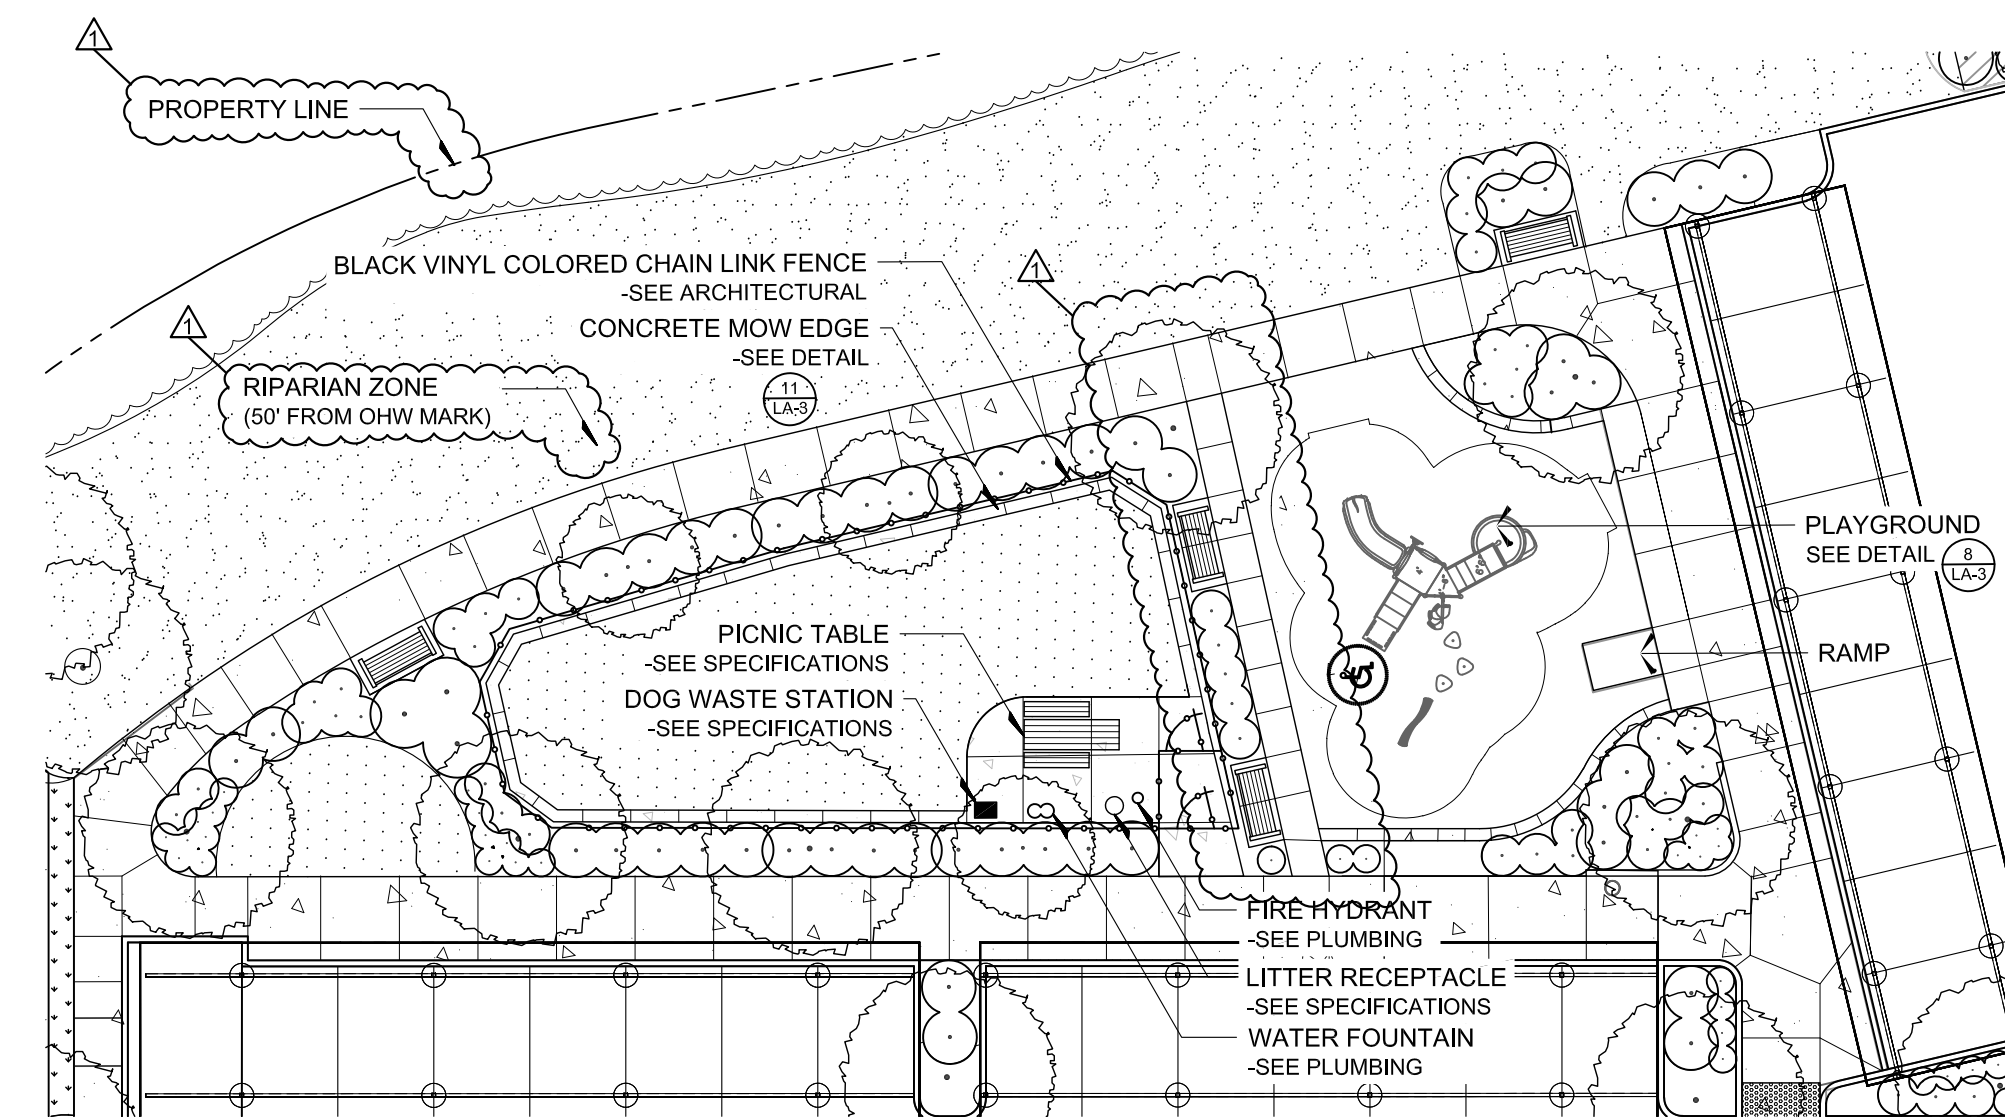 1
PROPERTY LINE
BLACK VINYL COLORED CHAIN LINK FENCE
-SEE ARCHITECTURAL
1
CONCRETE MOW EDGE
-SEE DETAIL
11
LA-3
1
RIPARIAN ZONE
(50' FROM OHW MARK)
PLAYGROUND
SEE DETAIL
8
LA-3
PICNIC TABLE
-SEE SPECIFICATIONS
RAMP
DOG WASTE STATION
-SEE SPECIFICATIONS
FIRE HYDRANT
-SEE PLUMBING
LITTER RECEPTACLE
-SEE SPECIFICATIONS
WATER FOUNTAIN
-SEE PLUMBING